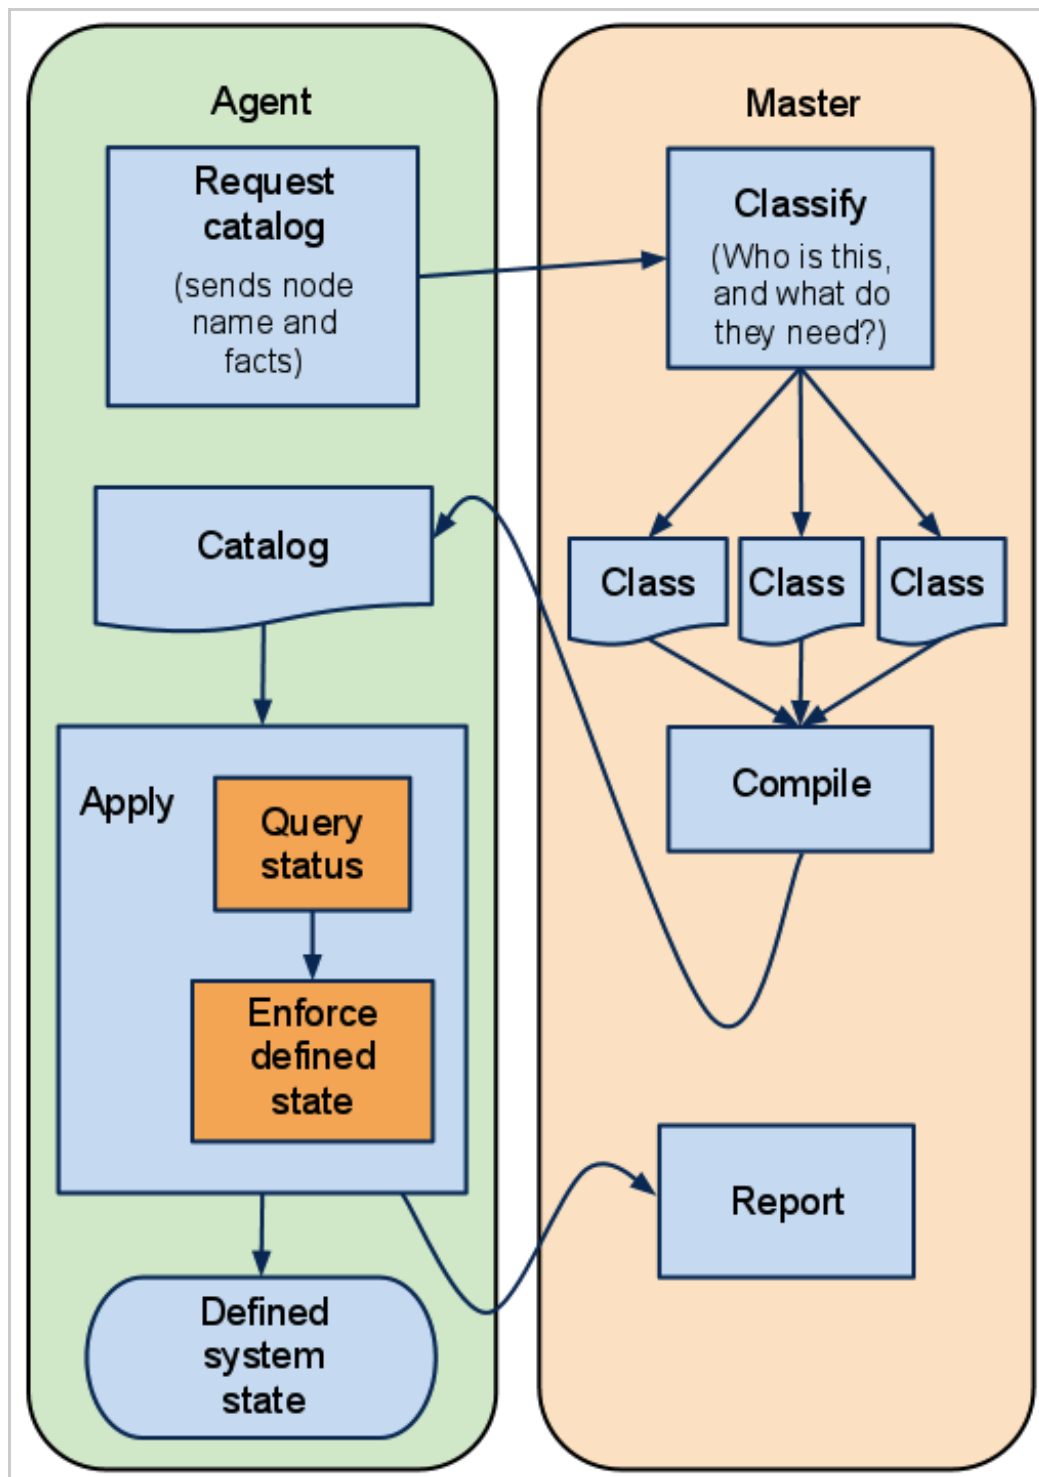 Agent
Request
catalog
(sends node
name and
facts)
Catalog
Apply
Query
status
Enforce
defined
state
Defined
system
state
Master
Classify
(Who is this,
and what do
they need?)
Class
Class
Class
Compile
Report